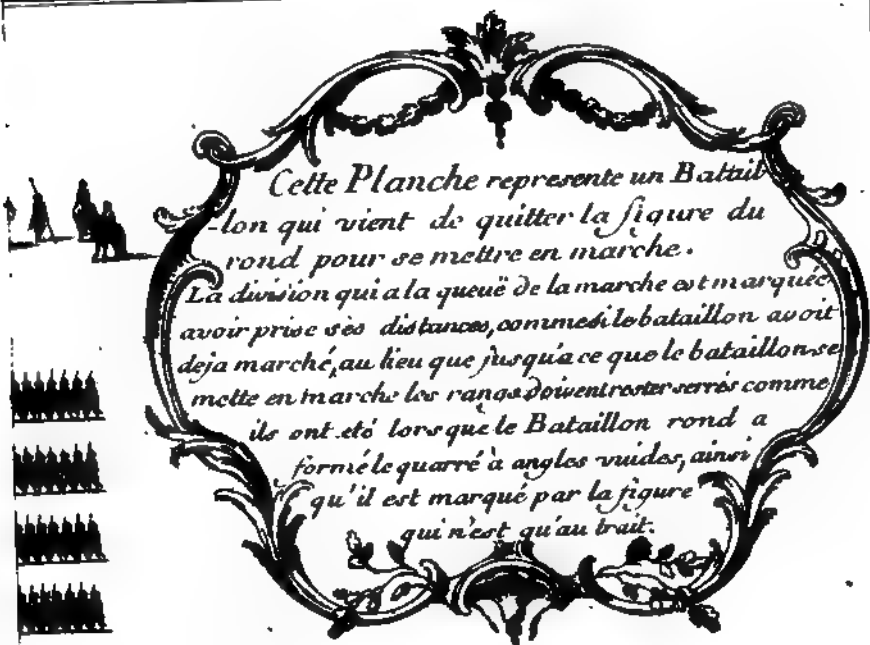 Cette Planche represente un Battail
-lon qui vient de quitter la figure du
rond pour se mettre en marche.
La division qui a la queuë de la marche est marquée
avoir prise ses distances, comme si le bataillon avoit
deja marché, au lieu que jusqu'a ce que le bataillon se
mette en marche les rangs doivent rester serrés comme
ils ont eté lorsque le Bataillon rond a
formé le quarré à angles vuides, ainsi
qu'il est marqué par la figure
qui n'est qu'au trait.